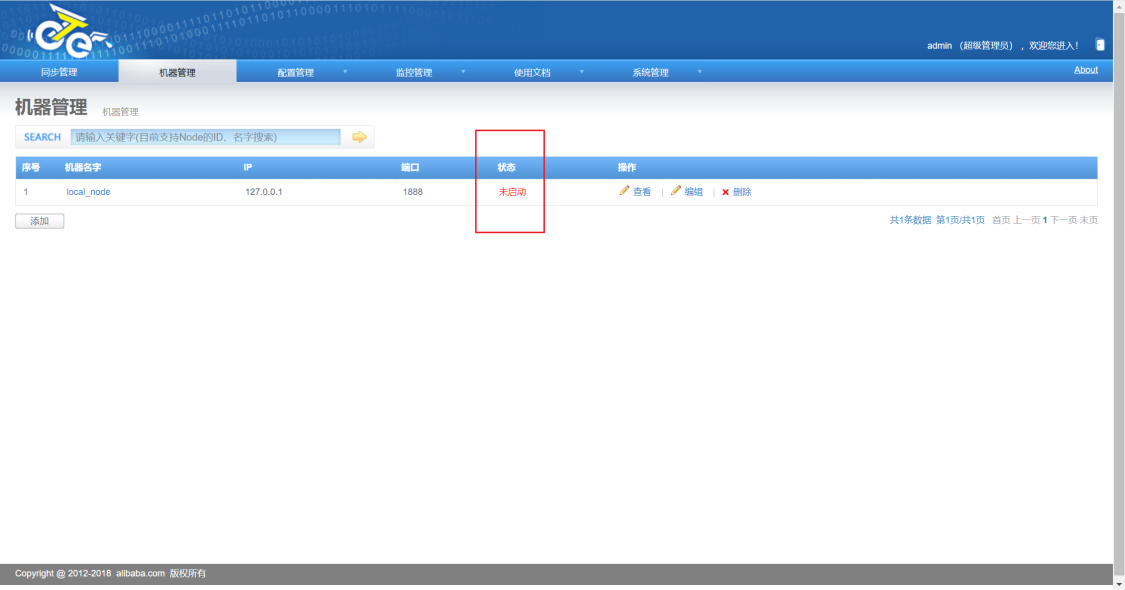 admin (超级管理员) , 欢迎您进入!
同步管理 机器管理 配置管理 监控管理 使用文档 系统管理 About
机器管理 机器管理
SEARCH 请输入关键字(目前支持Node的ID、名字搜索)
序号 机器名字 IP 端口 状态 操作
1 local_node 127.0.0.1 1888 未启动 查看 | 编辑 | 删除
添加 共1条数据 第1页/共1页 首页 上一页 1 下一页 末页
Copyright @ 2012-2018 alibaba.com 版权所有